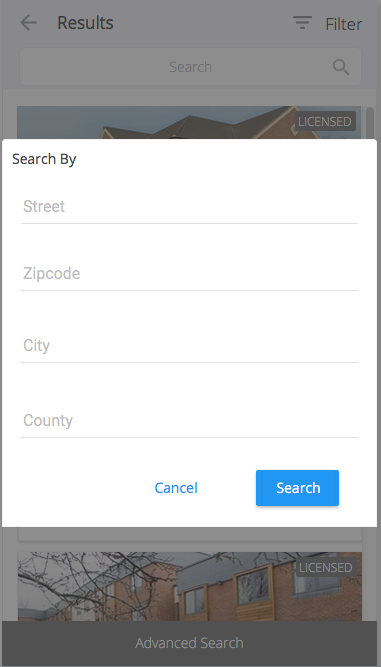 Results
Filter
Search
LICENSED
Search By
Street
Zipcode
City
County
Cancel
Search
LICENSED
Advanced Search